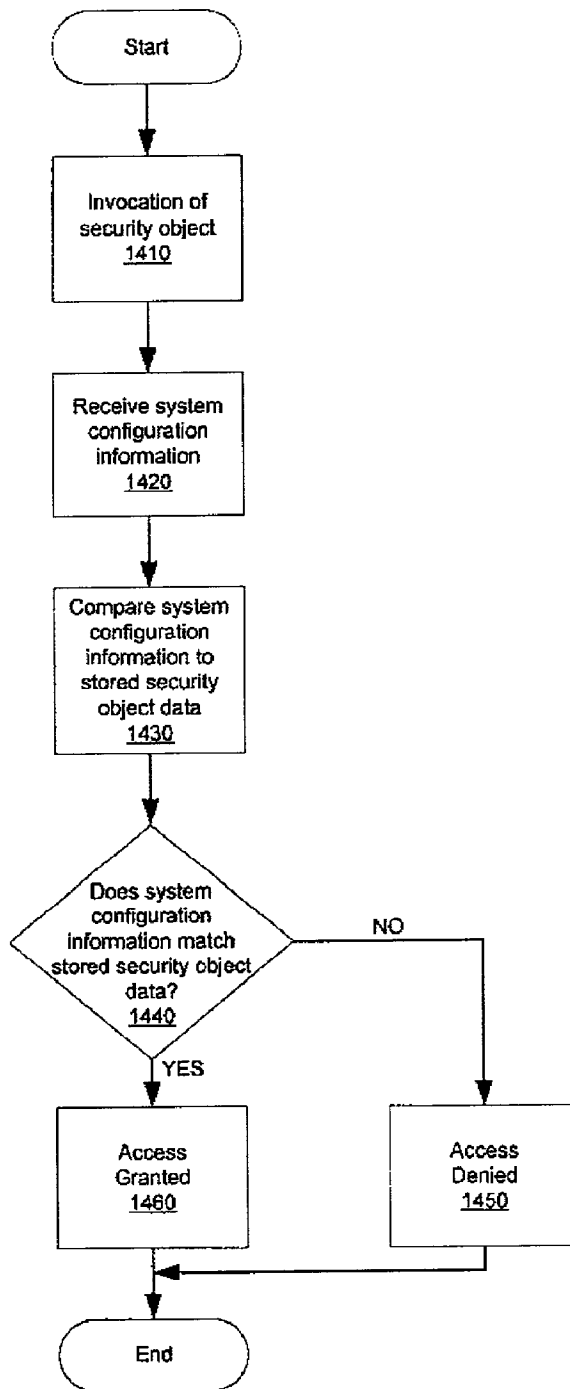 Start
Invocation of
security object
1410
Receive system
configuration
information
1420
Compare system
configuration
information to
stored security
object data
1430
Does system
configuration
information match
stored security object
data?
1440
NO
YES
Access
Granted
1460
Access
Denied
1450
End